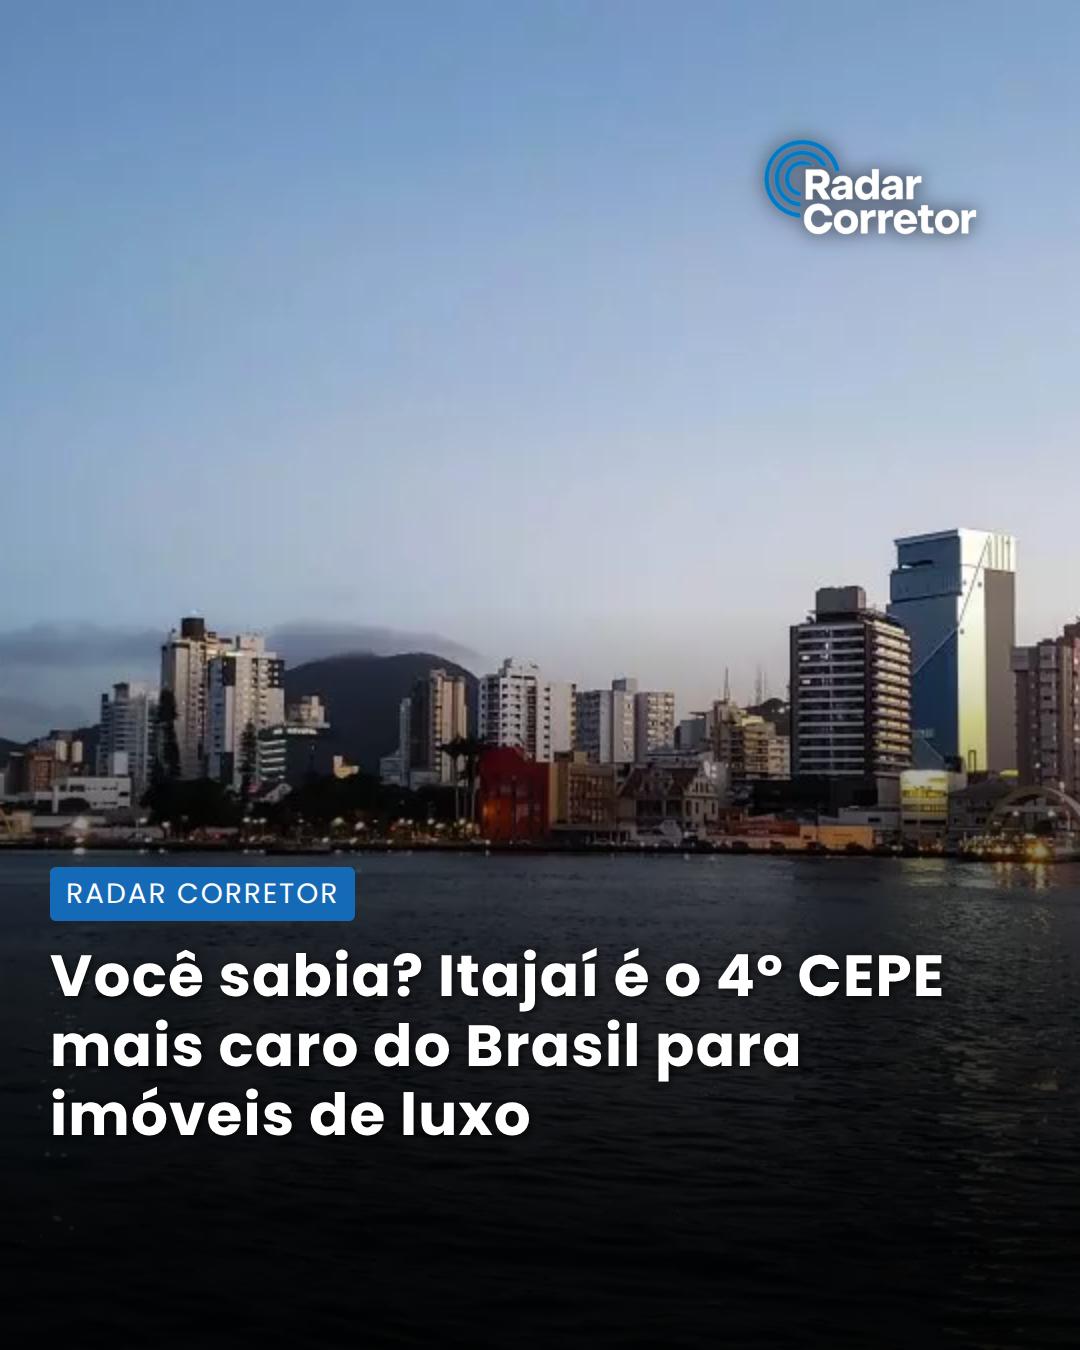 Radar
Corretor
RADAR CORRETOR
Você sabia? Itajaí é o 4º CEPE
mais caro do Brasil para
imóveis de luxo